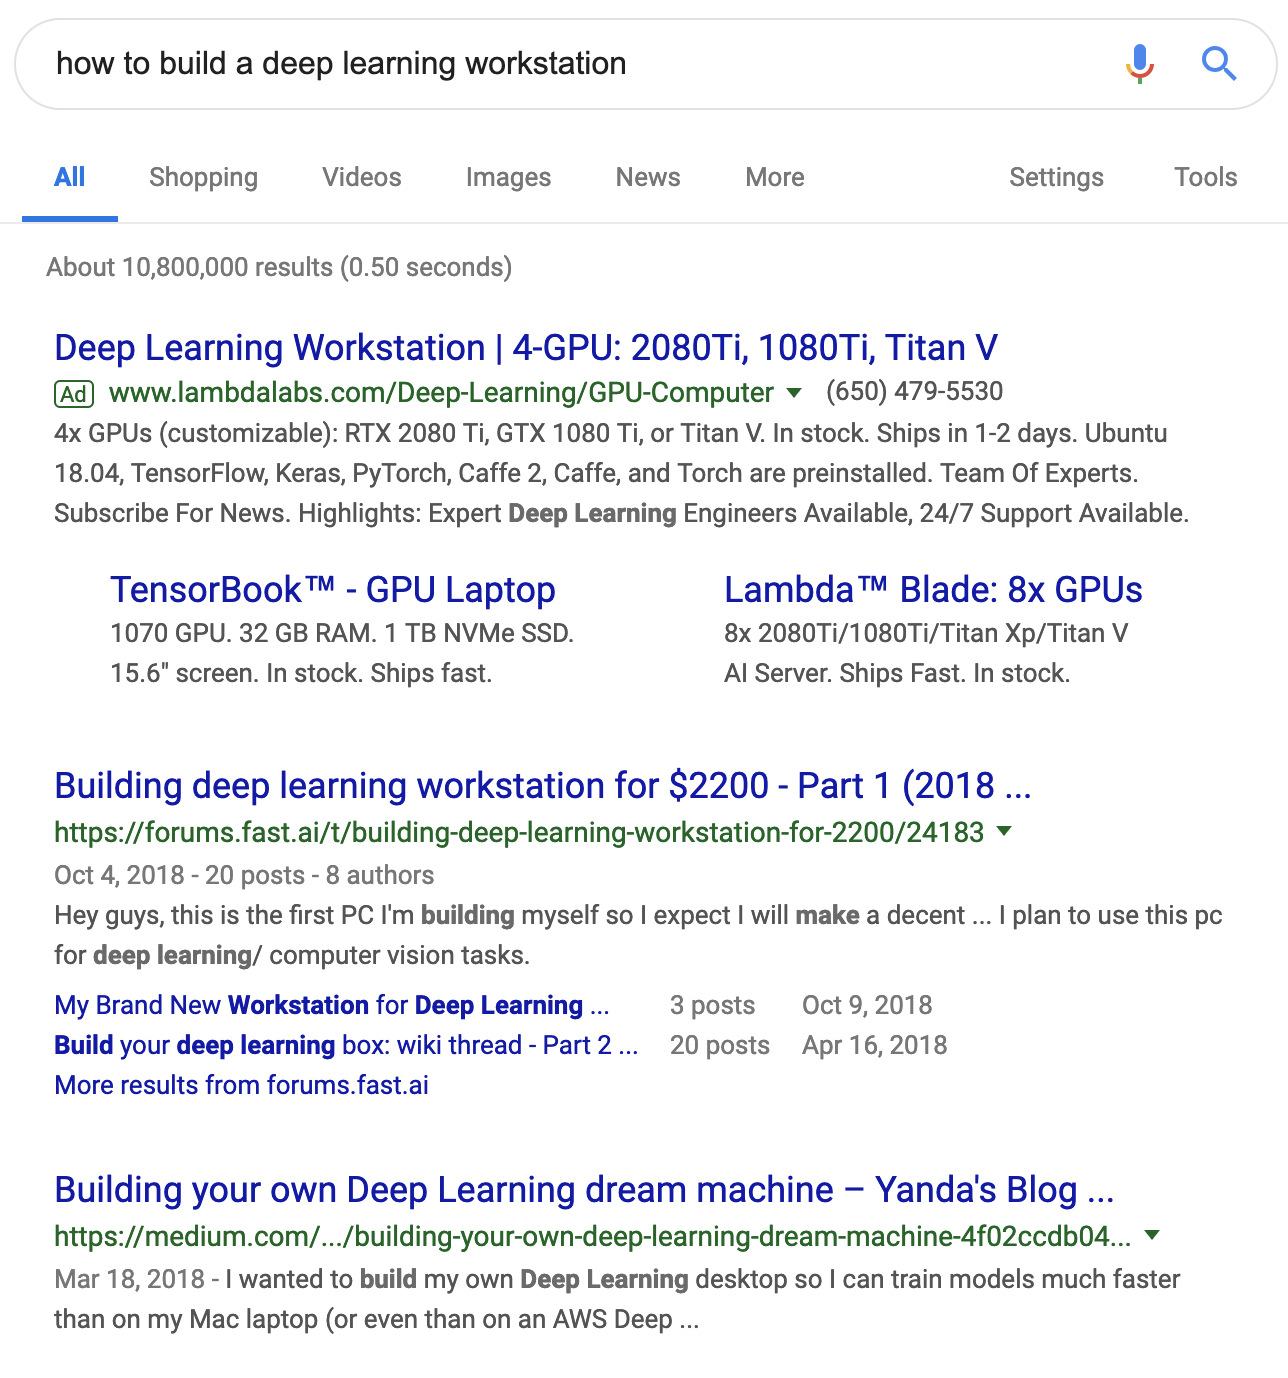 how to build a deep learning workstation
All Shopping Videos Images News More Settings Tools
About 10,800,000 results (0.50 seconds)
Deep Learning Workstation | 4-GPU: 2080Ti, 1080Ti, Titan V
Ad www.lambdalabs.com/Deep-Learning/GPU-Computer (650) 479-5530
4x GPUs (customizable): RTX 2080 Ti, GTX 1080 Ti, or Titan V. In stock. Ships in 1-2 days. Ubuntu
18.04, TensorFlow, Keras, PyTorch, Caffe 2, Caffe, and Torch are preinstalled. Team Of Experts.
Subscribe For News. Highlights: Expert Deep Learning Engineers Available, 24/7 Support Available.
TensorBook™ - GPU Laptop
1070 GPU. 32 GB RAM. 1 TB NVMe SSD.
15.6" screen. In stock. Ships fast.
Lambda™ Blade: 8x GPUs
8x 2080Ti/1080Ti/Titan Xp/Titan V
AI Server. Ships Fast. In stock.
Building deep learning workstation for $2200 - Part 1 (2018 ...
https://forums.fast.ai/t/building-deep-learning-workstation-for-2200/24183
Oct 4, 2018 - 20 posts - 8 authors
Hey guys, this is the first PC I'm building myself so I expect I will make a decent ... I plan to use this pc
for deep learning/ computer vision tasks.
My Brand New Workstation for Deep Learning ... 3 posts Oct 9, 2018
Build your deep learning box: wiki thread - Part 2 ... 20 posts Apr 16, 2018
More results from forums.fast.ai
Building your own Deep Learning dream machine – Yanda's Blog ...
https://medium.com/.../building-your-own-deep-learning-dream-machine-4f02ccdb04...
Mar 18, 2018 - I wanted to build my own Deep Learning desktop so I can train models much faster
than on my Mac laptop (or even than on an AWS Deep ...